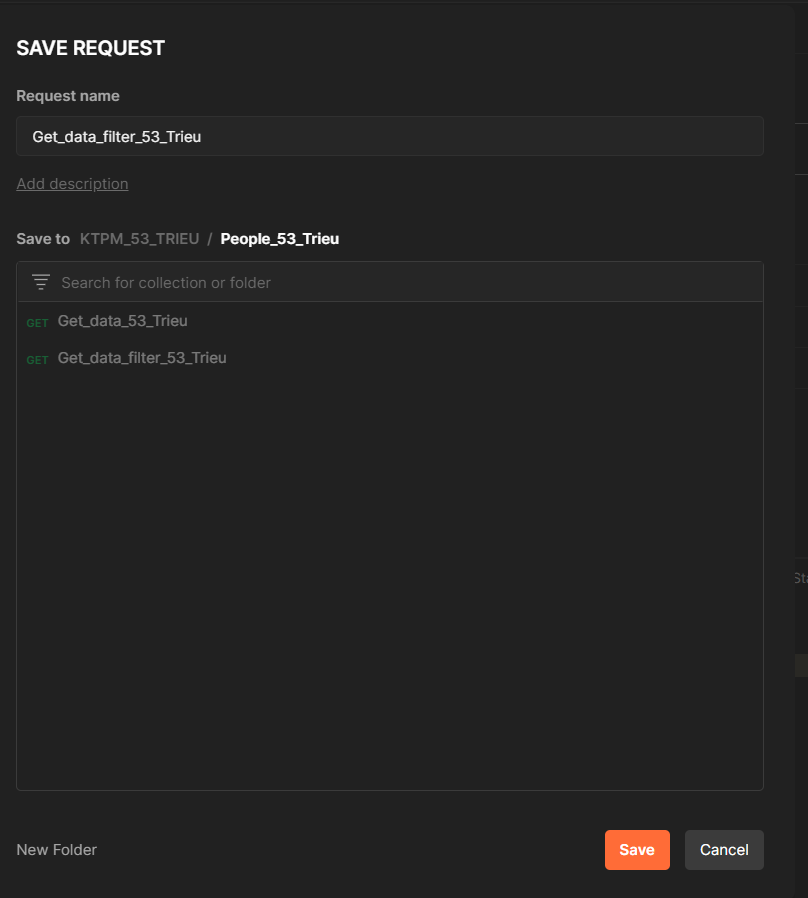 SAVE REQUEST
Request name
Get_data_filter_53_Trieu
Add description
Save to KTPM_53_TRIEU / People_53_Trieu
Search for collection or folder
GET Get_data_53_Trieu
GET Get_data_filter_53_Trieu
New Folder Save Cancel